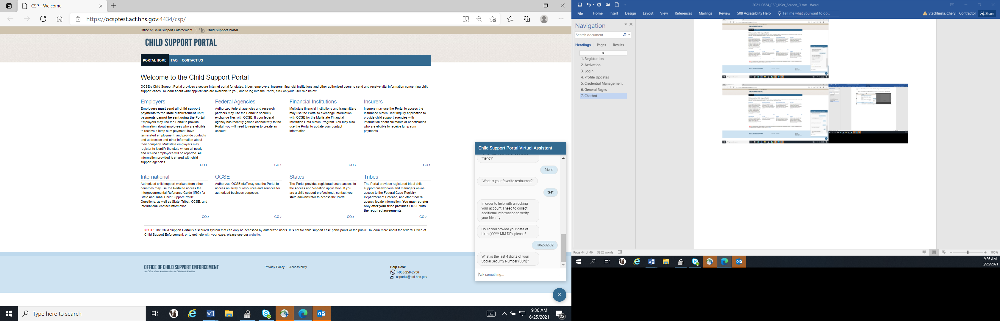 CSP - Welcome
https://ocsptest.acf.hhs.gov:4434/csp/
Office of Child Support Enforcement
Child Support Portal
CHILD SUPPORT PORTAL
PORTAL HOME FAQ CONTACT US
Welcome to the Child Support Portal
OCSE's Child Support Portal provides a secure Internet portal for states, tribes, employers, insurers, financial institutions and other authorized users to send and receive vital information concerning child
support cases. To learn about what applications are available to you, and to log into the Portal, click on your user role below.
Employers
Employers must send all child support
payments to the state disbursement unit;
payments cannot be sent using the Portal.
Employers may use the Portal to provide
information about employees who are eligible
to receive a lump sum payment, have
terminated employment, and provide contacts
and addresses and other information about
their company. Multistate employers may
register to identify the state where all newly
and rehired employees will be reported. All
information provided is shared with child
support agencies.
GO >
Federal Agencies
Authorized federal agencies and research
partners may use the Portal to securely
exchange files with OCSE. If your federal
agency has recently gained connectivity to the
Portal, you will need to register to create an
account.
GO >
Financial Institutions
Multistate financial institutions and transmitters
may use the Portal to exchange information
with OCSE for the Multistate Financial
Institution Data Match Program. You may also
use the Portal to update your contact
information.
GO >
Insurers
Insurers may use the Portal to access the
Insurance Match Debt Inquiry application to
provide child support agencies with
information about claimants or beneficiaries
who are eligible to receive lump sum
payments.
GO >
International
Authorized child support workers from other
countries may use the Portal to access the
Intergovernmental Reference Guide (IRG) for
State and Tribal Child Support Profile
Questions, as well as State, Tribal, OCSE, and
International contact information.
GO >
OCSE
Authorized OCSE staff may use the Portal to
access an array of resources and services for
authorized business purposes.
GO >
States
The Portal provides registered users access to
the Access and Visitation application. If you
are a child support professional, contact your
state administrator to access the Portal.
GO >
Tribes
The Portal provides registered tribal child
support caseworkers and managers online
access to the Federal Case Registry,
Department of Defense, and other federal
agency locate information. You may register
only after your tribe provides OCSE with
the required agreements.
GO >
NOTE: The Child Support Portal is a secured system that can only be accessed by authorized users. It is not for child support case participants or the public. To learn more about the federal Office of
Child Support Enforcement, or to get help with your case, please see our website.
OFFICE OF CHILD SUPPORT ENFORCEMENT
An Office of the Administration for Children & Families
Privacy Policy | Accessibility
Help Desk
1-800-258-2736
csportal@acf.hhs.gov
Child Support Portal Virtual Assistant
friend?"
friend
"What is your favorite restaurant?"
test
In order to help with unlocking
your account, I need to collect
additional information to verify
your identity.
Could you provide your date of
birth (YYYY-MM-DD), please?
1962-02-02
What is the last 4 digits of your
Social Security Number (SSN)?
Ask something...
Type here to search
9:36 AM
6/25/2021
22
2021-0624_CSP_USer_Screen_FLow - Word
File Home Insert Design Layout View References Mailings Review 508 Accessiblity Help Tell me what you want to do...
Stachlinski, Cheryl Contractor Share
Navigation
Search document
Headings Pages Results
1. Registration
2. Activation
3. Login
4. Profile Updates
5. Credential Management
6. General Pages
7. Chatbot
Page 44 of 46 3352 words
100%
9:36 AM
6/25/2021